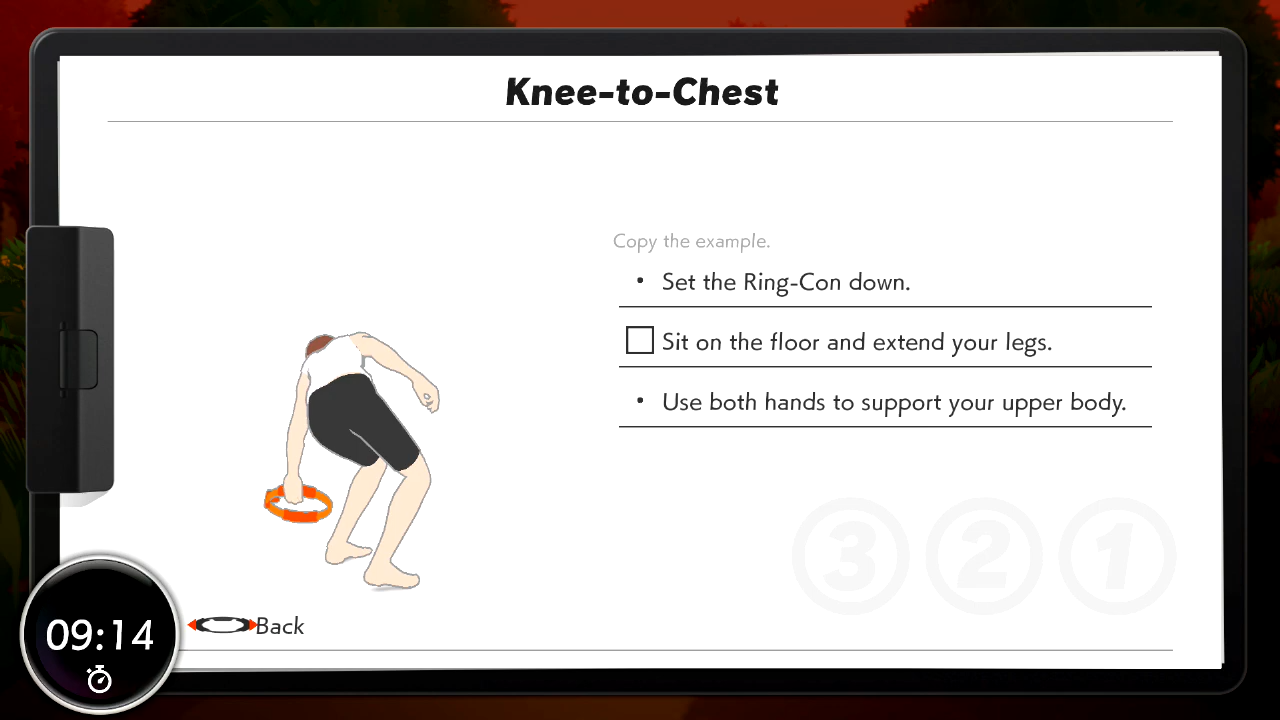 Knee-to-Chest
Copy the example.
• Set the Ring-Con down.
Sit on the floor and extend your legs.
• Use both hands to support your upper body.
3 2 1
09:14
Back